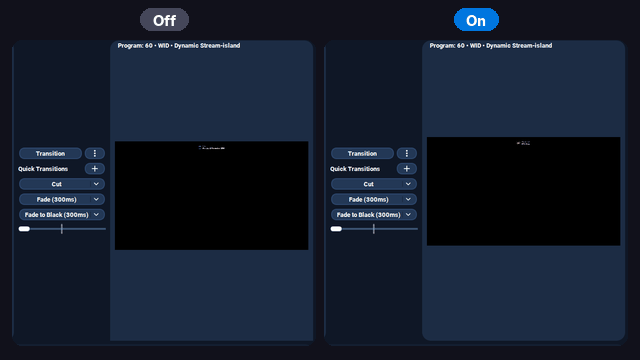 Off
Program: 60 • WID • Dynamic Stream-island
Transition
Quick Transitions
Cut
Fade (300ms)
Fade to Black (300ms)
On
Program: 60 • WID • Dynamic Stream-island
Transition
Quick Transitions
Cut
Fade (300ms)
Fade to Black (300ms)